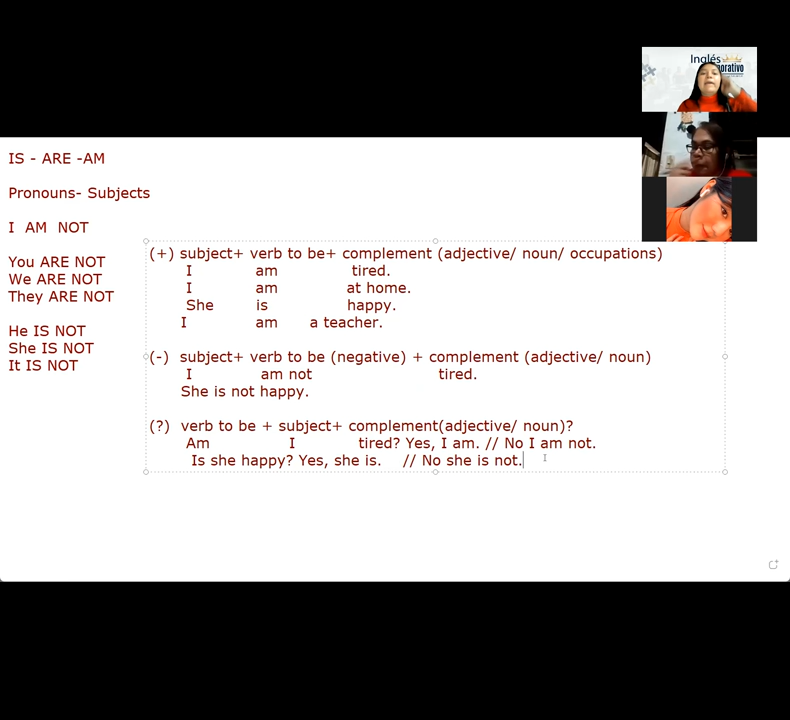 Inglés
orativo
IS - ARE -AM
Pronouns- Subjects
I AM NOT
You ARE NOT
We ARE NOT
They ARE NOT
He IS NOT
She IS NOT
It IS NOT
(+) subject+ verb to be+ complement (adjective/ noun/ occupations)
I am tired.
I am at home.
She is happy.
I am a teacher.
(-) subject+ verb to be (negative) + complement (adjective/ noun)
I am not tired.
She is not happy.
(?) verb to be + subject+ complement(adjective/ noun)?
Am I tired? Yes, I am. // No I am not.
Is she happy? Yes, she is. // No she is not.